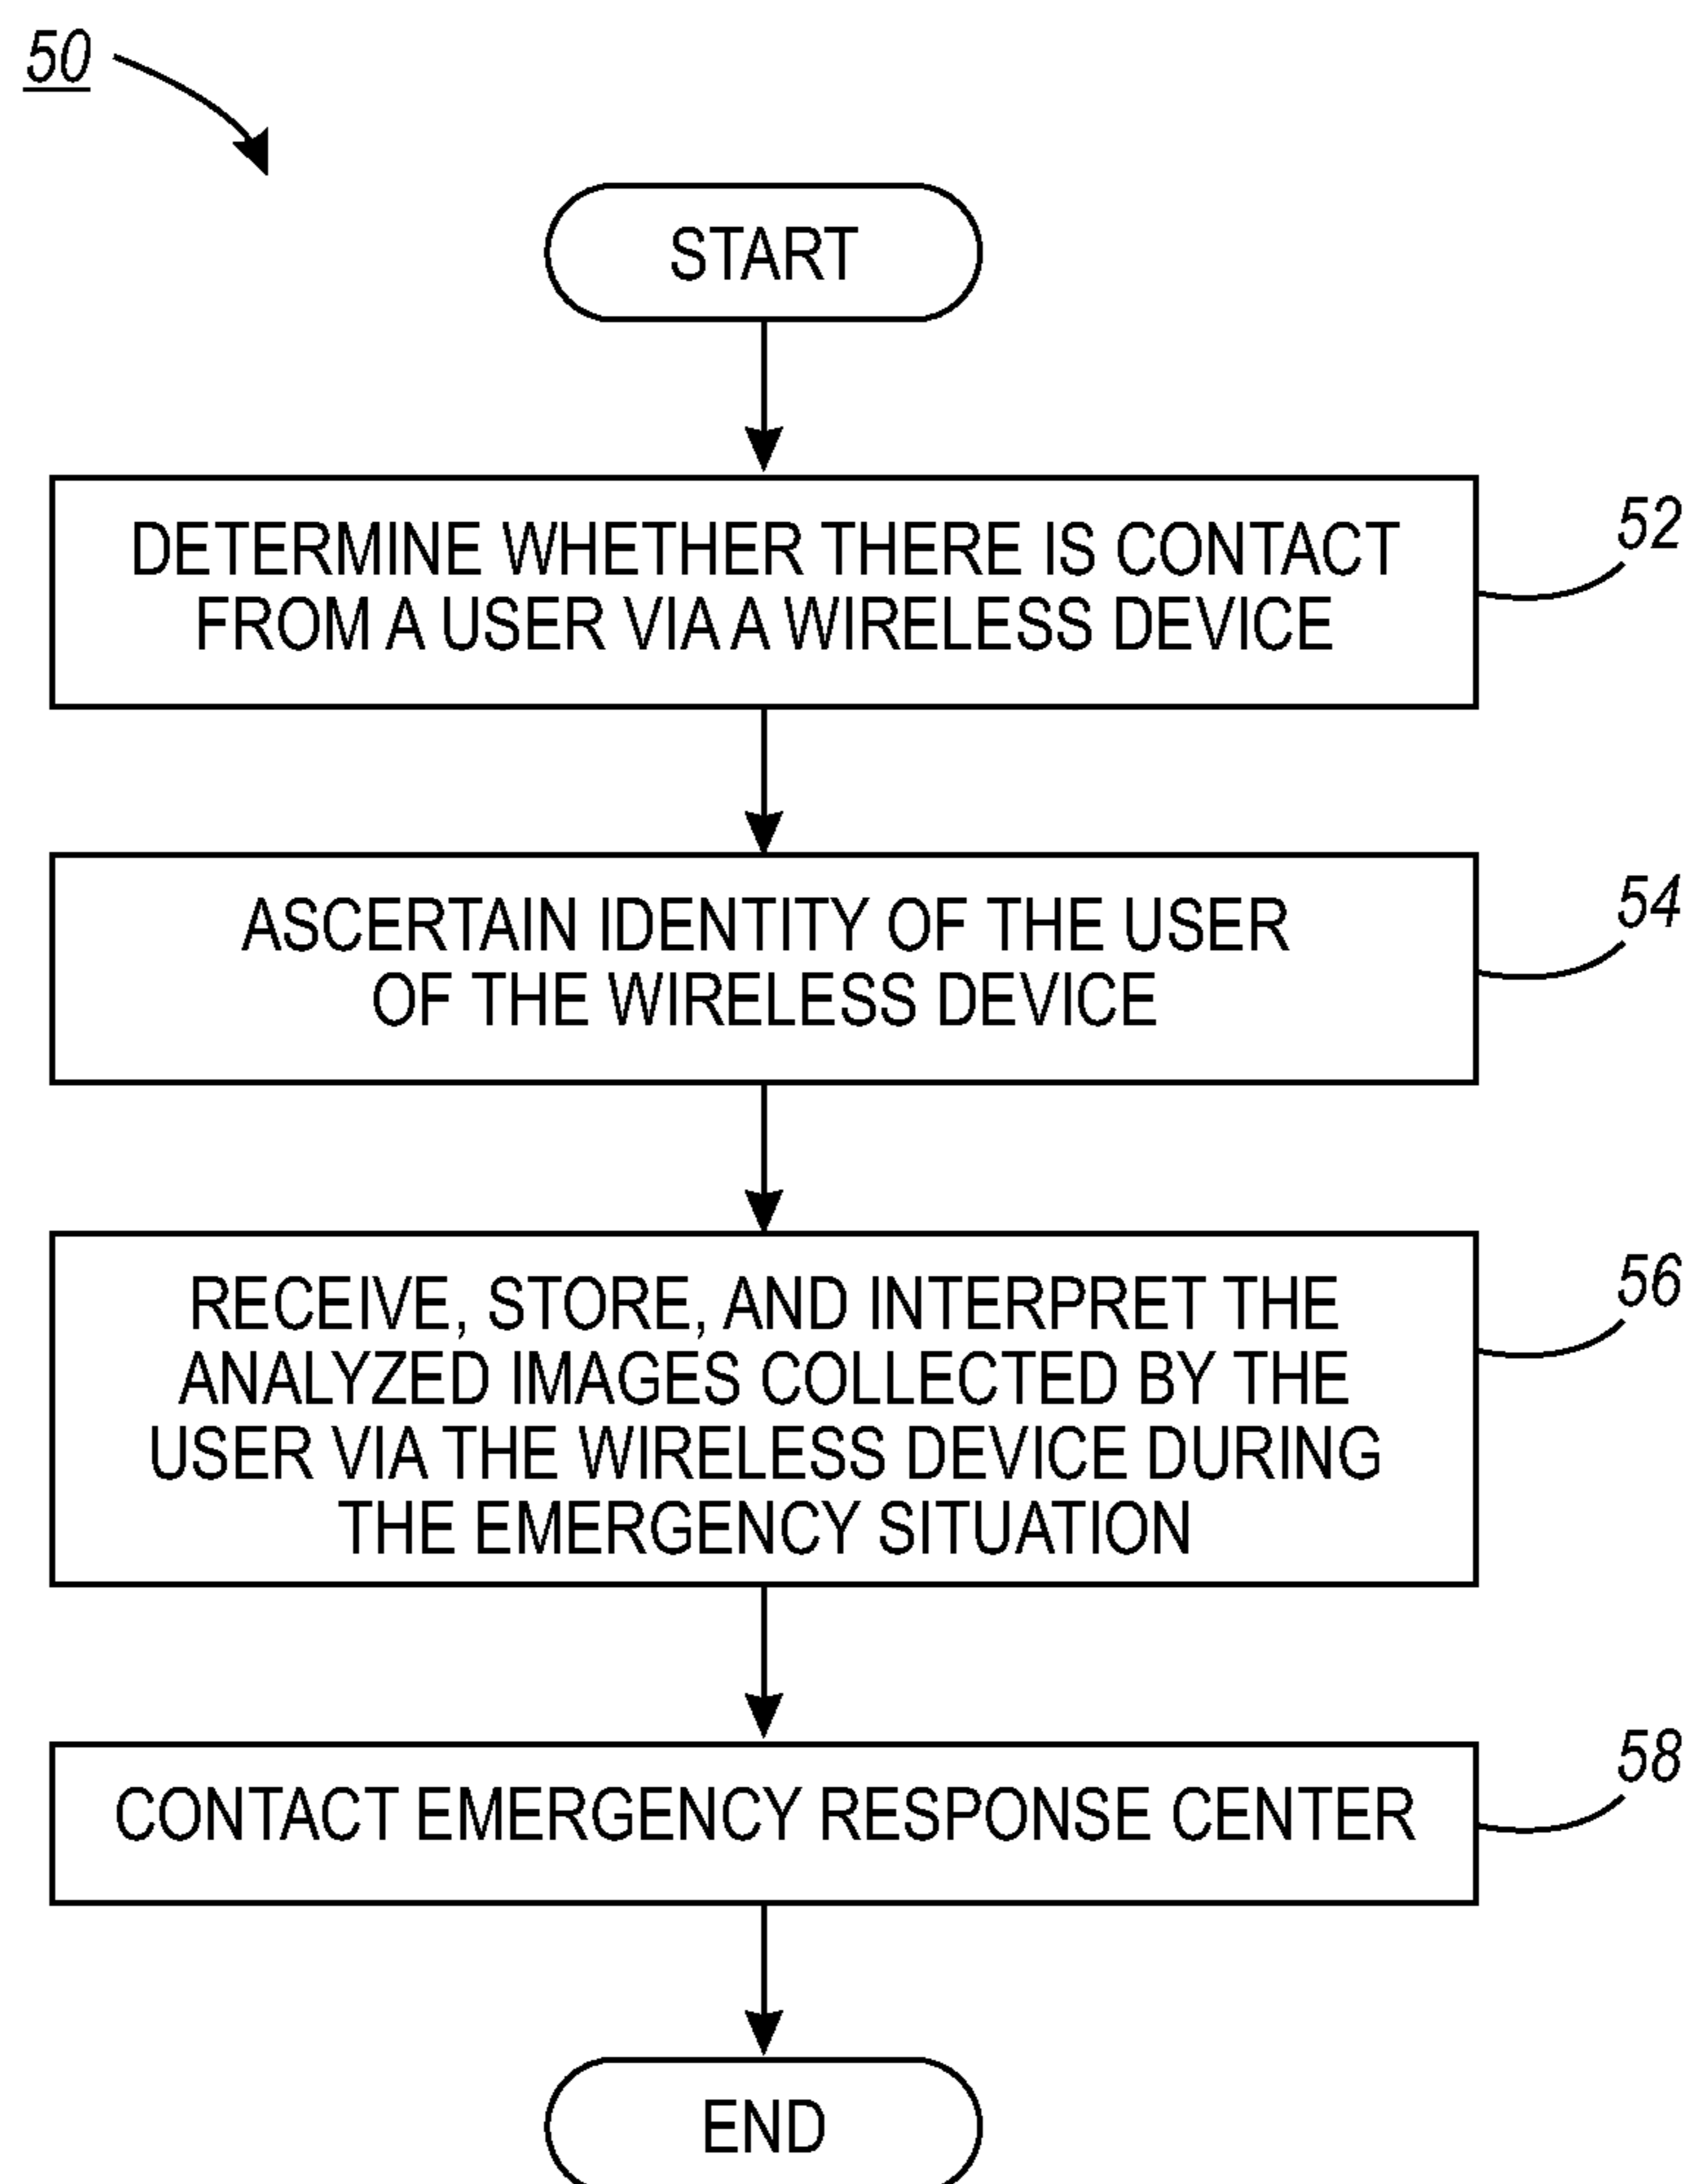 50
START
DETERMINE WHETHER THERE IS CONTACT
FROM A USER VIA A WIRELESS DEVICE
52
ASCERTAIN IDENTITY OF THE USER
OF THE WIRELESS DEVICE
54
RECEIVE, STORE, AND INTERPRET THE
ANALYZED IMAGES COLLECTED BY THE
USER VIA THE WIRELESS DEVICE DURING
THE EMERGENCY SITUATION
56
CONTACT EMERGENCY RESPONSE CENTER
58
END